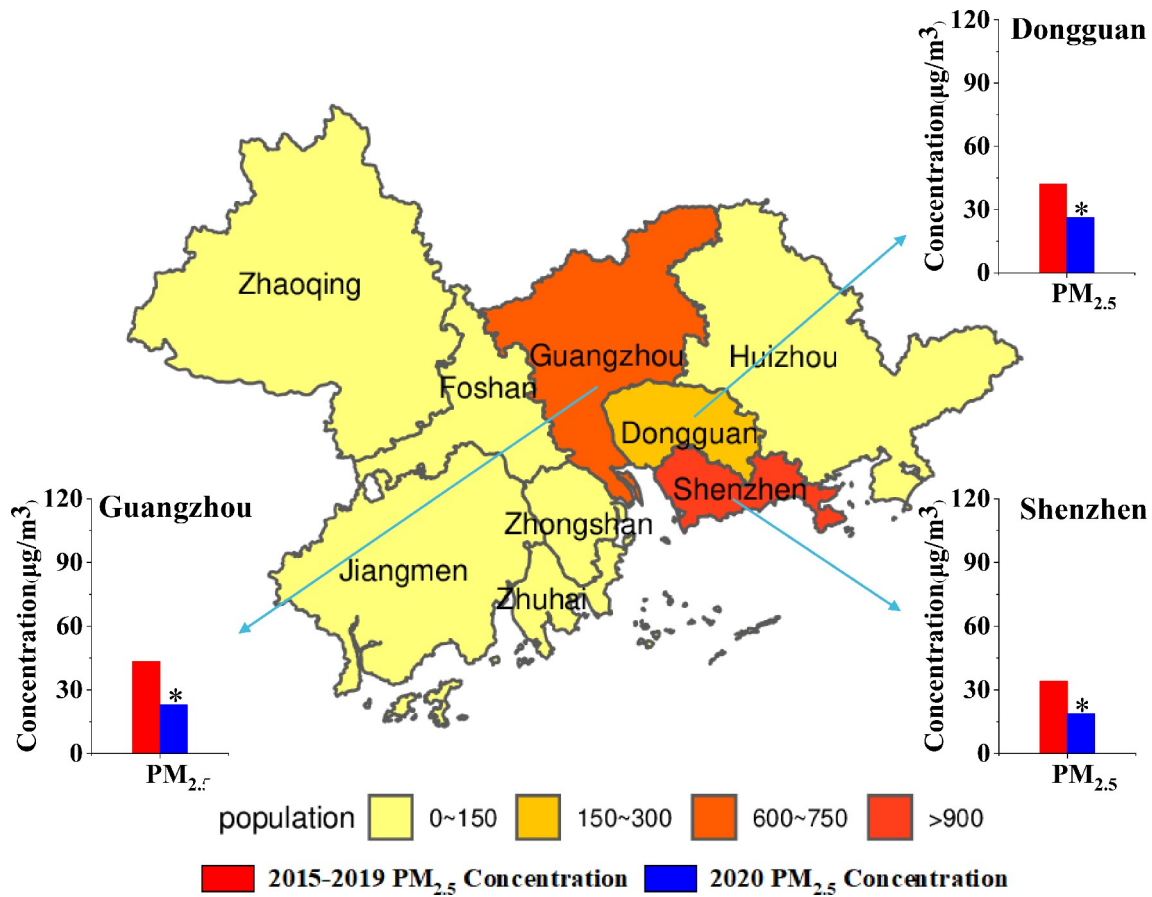 Dongguan
Concentration(μg/m³)
120
90
60
30
0
PM2.5
Zhaoqing
Guangzhou
Huizhou
Foshan
Dongguan
Shenzhen
Zhongshan
Jiangmen
Zhuhai
Guangzhou
Concentration(μg/m³)
120
90
60
30
0
PM2.5
Shenzhen
Concentration(μg/m³)
120
90
60
30
0
PM2.5
population 0~150 150~300 600~750 >900
2015-2019 PM2.5 Concentration 2020 PM2.5 Concentration